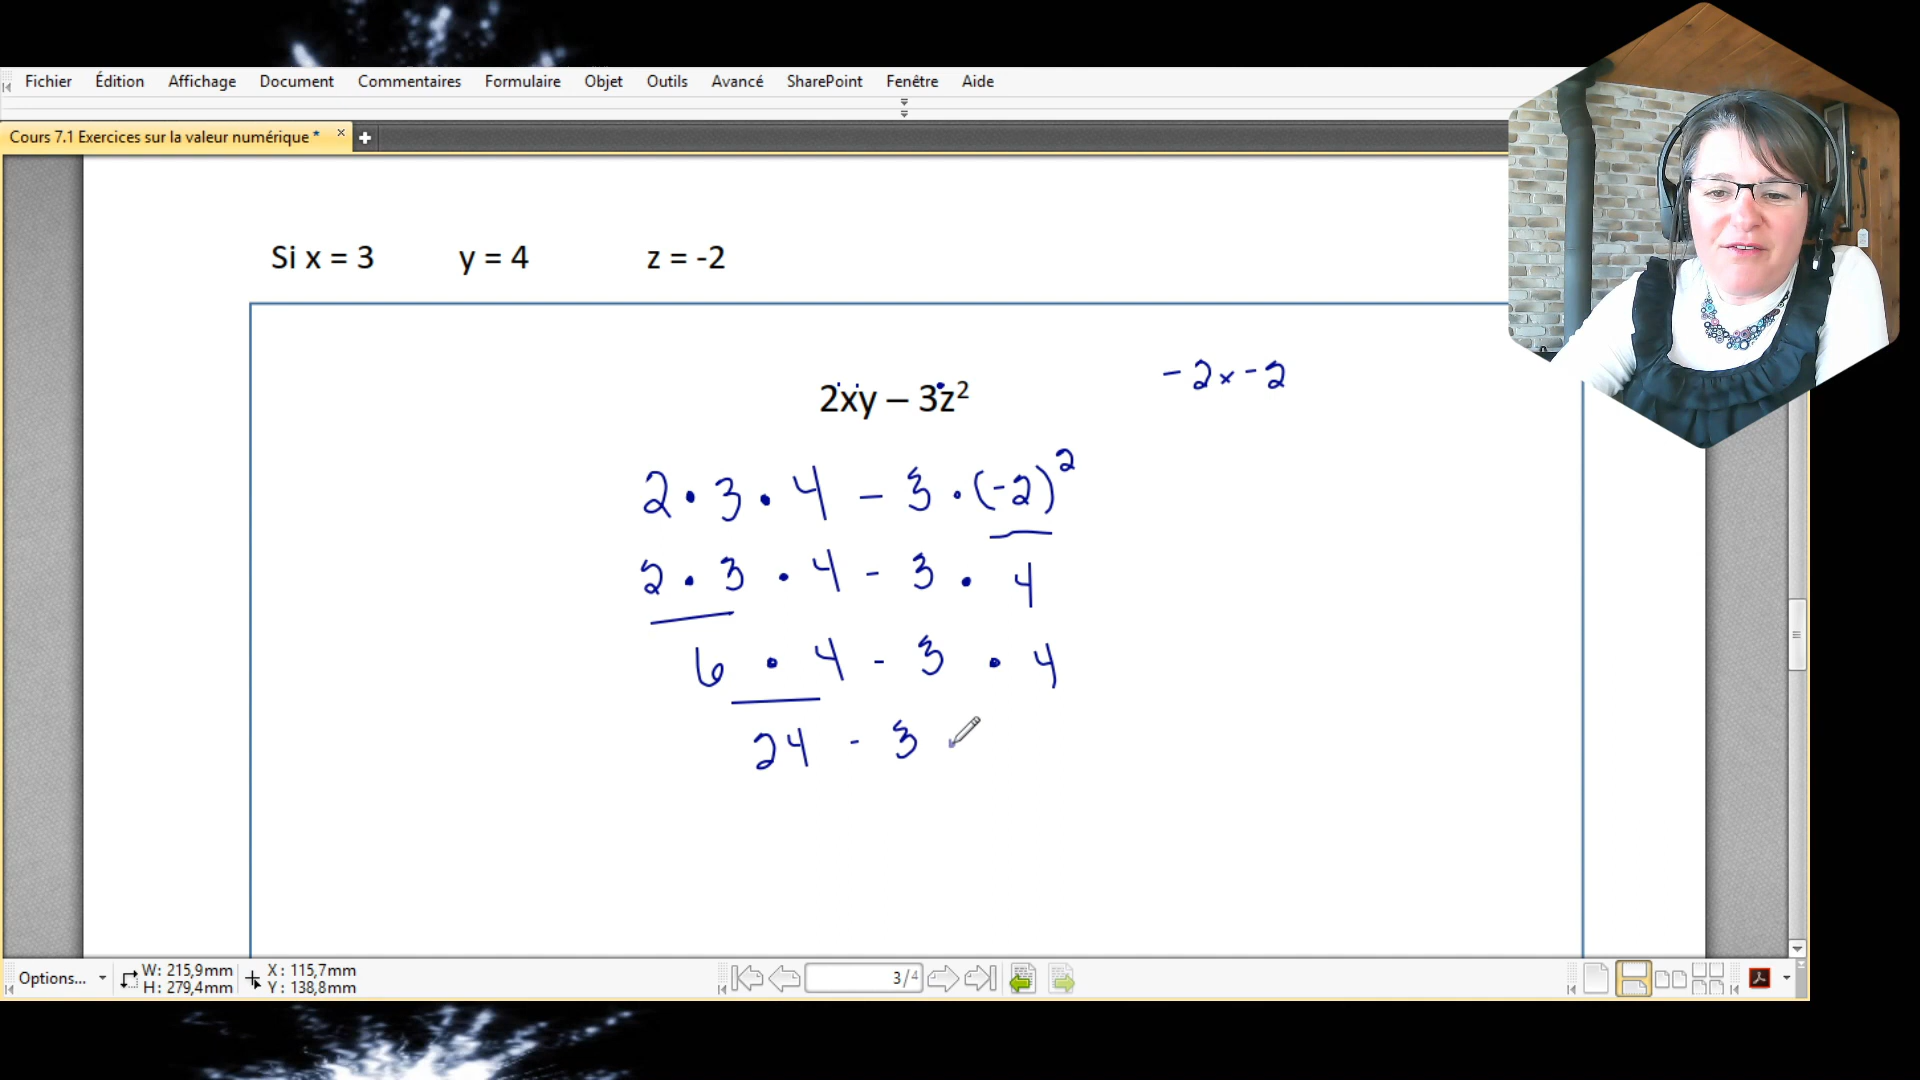 Fichier Édition Affichage Document Commentaires Formulaire Objet Outils Avancé SharePoint Fenêtre Aide
Cours 7.1 Exercices sur la valeur numérique *
Si x = 3 y = 4 z = -2
- 2 x - 2
2xy – 3z²
2 • 3 • 4 - 3 • (-2)²
2 • 3 • 4 - 3 • 4
6 • 4 - 3 • 4
24 - 3
Options... W: 215,9mm X: 115,7mm 3/4
H: 279,4mm Y: 138,8mm